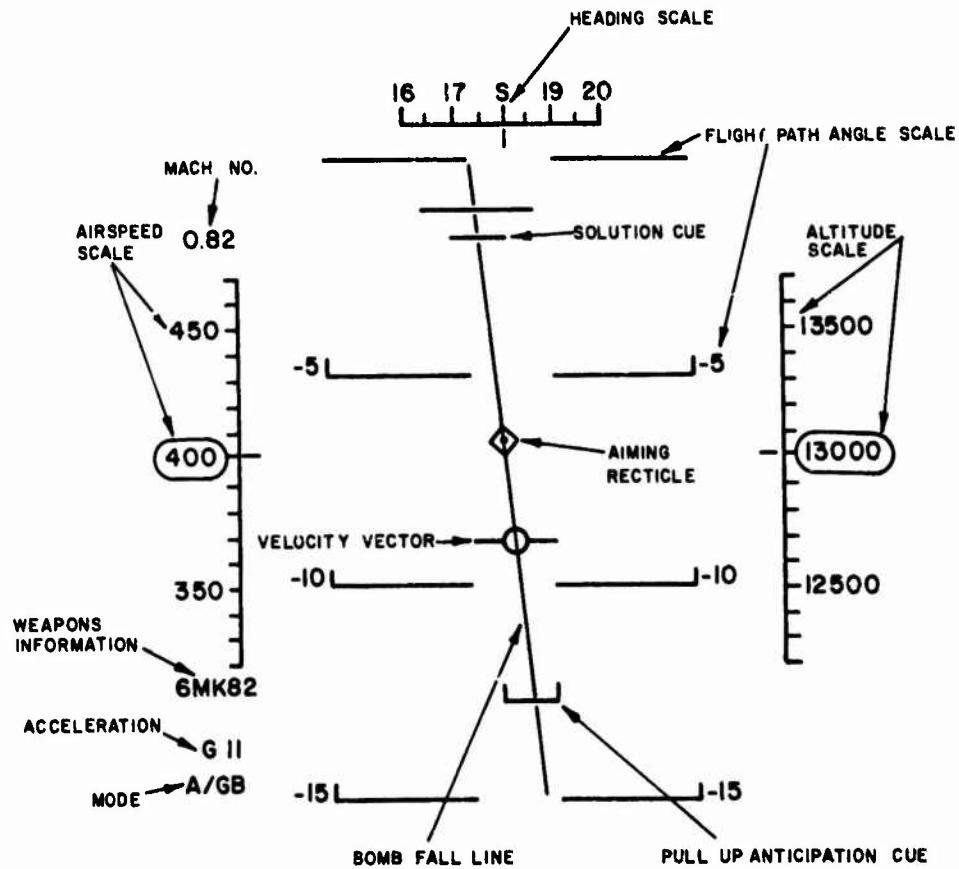 HEADING SCALE
16 17 S 19 20
FLIGHT PATH ANGLE SCALE
MACH NO.
0.82
AIRSPEED
SCALE
SOLUTION CUE
ALTITUDE
SCALE
450
13500
-5
-5
400
13000
AIMING
RECTICLE
VELOCITY VECTOR
-10
-10
350
12500
WEAPONS
INFORMATION
6MK82
ACCELERATION
G 11
MODE
A/GB
-15
-15
BOMB FALL LINE
PULL UP ANTICIPATION CUE